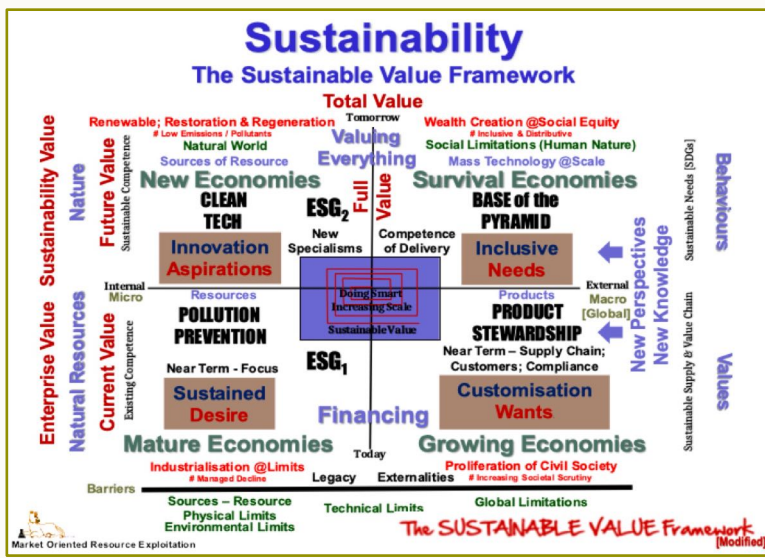 Sustainability
The Sustainable Value Framework
Total Value
Renewable; Restoration & Regeneration
# Low Emissions / Pollutants
Natural World
Sources of Resource
New Economies
Tomorrow
Valuing
Everything
Wealth Creation @Social Equity
# Inclusive & Distributive
Social Limitations (Human Nature)
Mass Technology @Scale
Survival Economies
Sustainability Value
Nature
Future Value
Sustainable Competence
CLEAN
TECH
ESG2
Full
Value
BASE of the
PYRAMID
New
Specialisms
Competence
of Delivery
Innovation
Aspirations
Inclusive
Needs
Sustainable Needs [SDGs]
Behaviours
Internal
Micro
Resources
Doing Smart
Increasing Scale
Sustainable Value
Products
External
Macro
[Global]
New Perspectives
New Knowledge
Enterprise Value
Natural Resources
Current Value
Existing Competence
POLLUTION
PREVENTION
ESG1
PRODUCT
STEWARDSHIP
Near Term - Focus
Near Term – Supply Chain;
Customers; Compliance
Sustained
Desire
Customisation
Wants
Sustainable Supply & Value Chain
Values
Financing
Mature Economies
Growing Economies
Today
Industrialisation @Limits
# Managed Decline
Legacy
Externalities
Proliferation of Civil Society
# Increasing Societal Scrutiny
Barriers
Sources – Resource
Physical Limits
Environmental Limits
Technical Limits
Global Limitations
Market Oriented Resource Exploitation
The SUSTAINABLE VALUE Framework
[Modified]